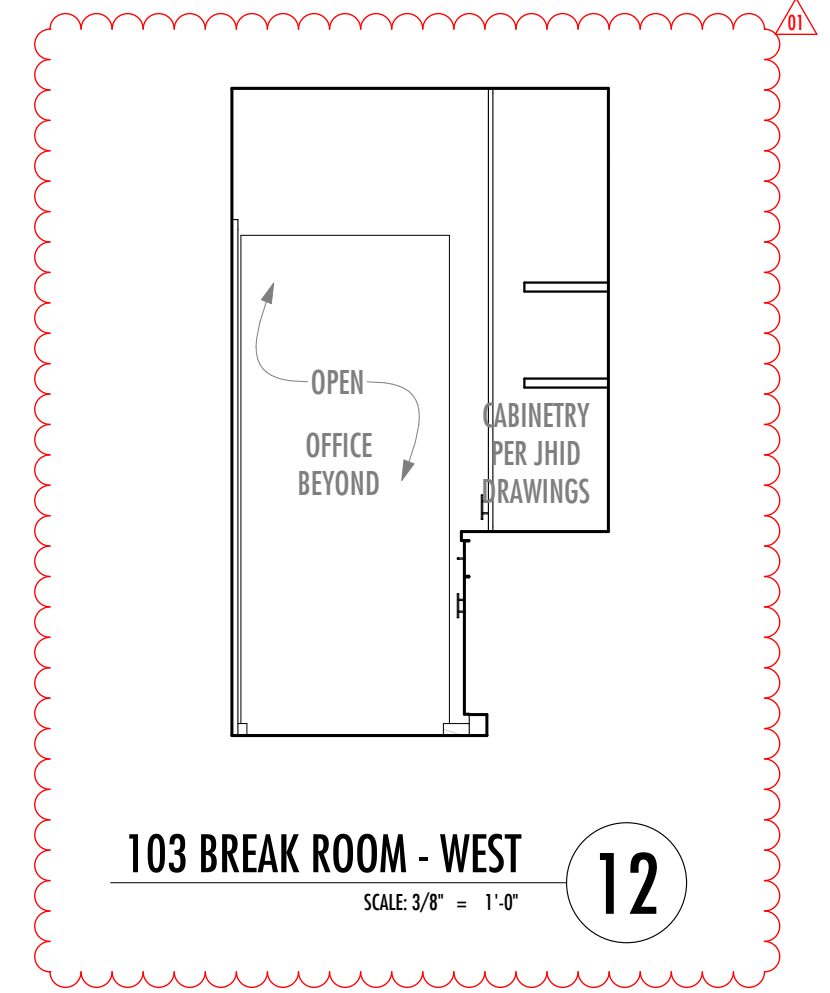 01
OPEN
OFFICE
BEYOND
CABINETRY
PER JHID
DRAWINGS
103 BREAK ROOM - WEST
12
SCALE: 3/8" = 1'-0"